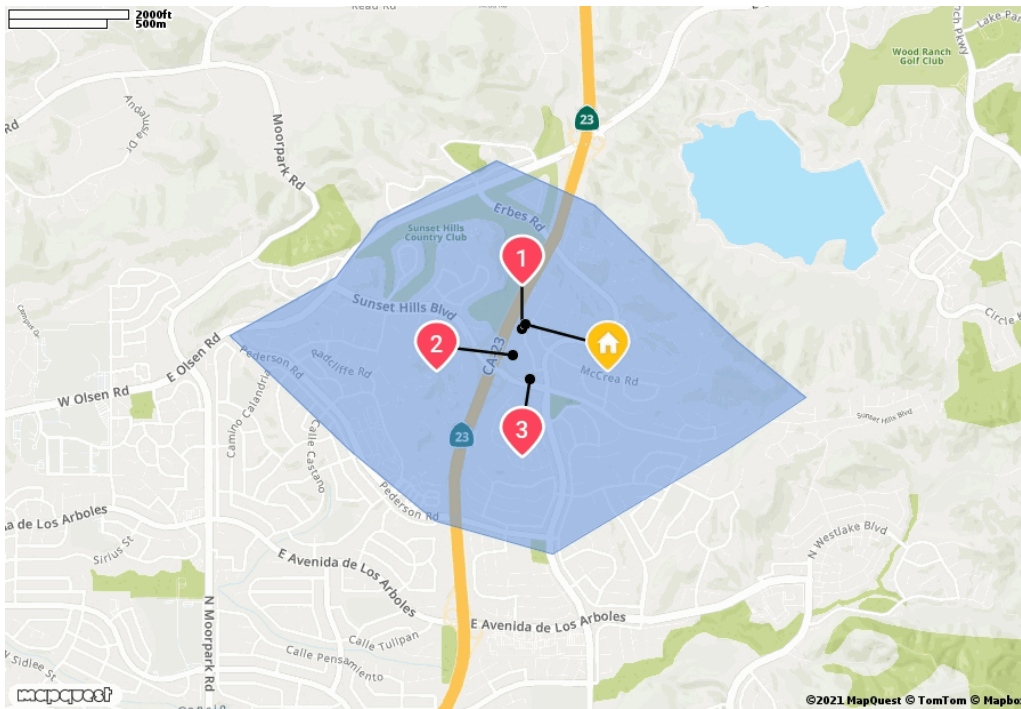 2000ft
500m
Read Rd
Lake Par
Wood Ranch
Golf Club
Rd
Andalusia
Dr
Moorpark Rd
23
Erbes Rd
Sunset Hills
Country Club
1
Sunset Hills Blvd
Circle K
2
CA-23
E Olsen Rd
Pederson Rd
Radcliffe Rd
McCrea Rd
W Olsen Rd
Camino Calandria
Sunset Hills Blvd
3
23
Calle Castano
Pederson Rd
a de Los Arboles
Sirius St
N Westlake Blvd
E Avenida de Los Arboles
E Avenida de Los Arboles
N Moorpark Rd
Calle Tulipan
Calle Pensamiento
y Sidlee St
mapquest
©2021 MapQuest © TomTom © Mapbo